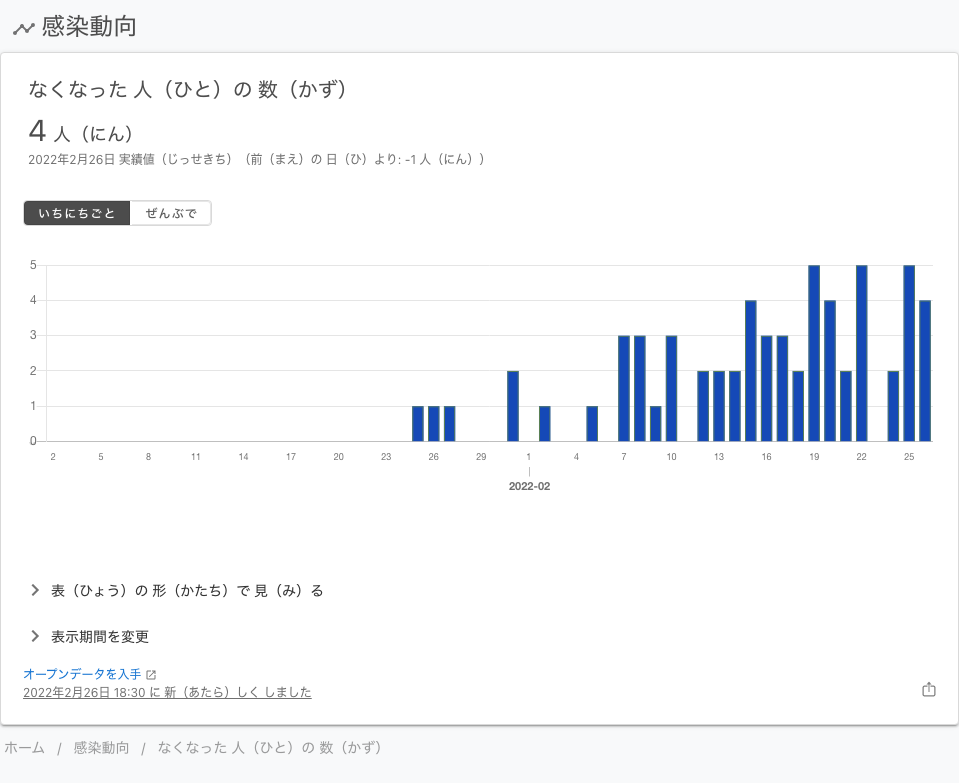 感染動向
なくなった 人（ひと）の 数（かず）
4 人（にん）
2022年2月26日 実績値（じっせきち）（前（まえ）の 日（ひ）より: -1 人（にん））
いちにちごと ぜんぶで
5
4
3
2
1
0
2 5 8 11 14 17 20 23 26 29 1 4 7 10 13 16 19 22 25
2022-02
表（ひょう）の 形（かたち）で 見（み）る
表示期間を変更
オープンデータを入手
2022年2月26日 18:30 に 新（あたら）しく しました
ホーム / 感染動向 / なくなった 人（ひと）の 数（かず）